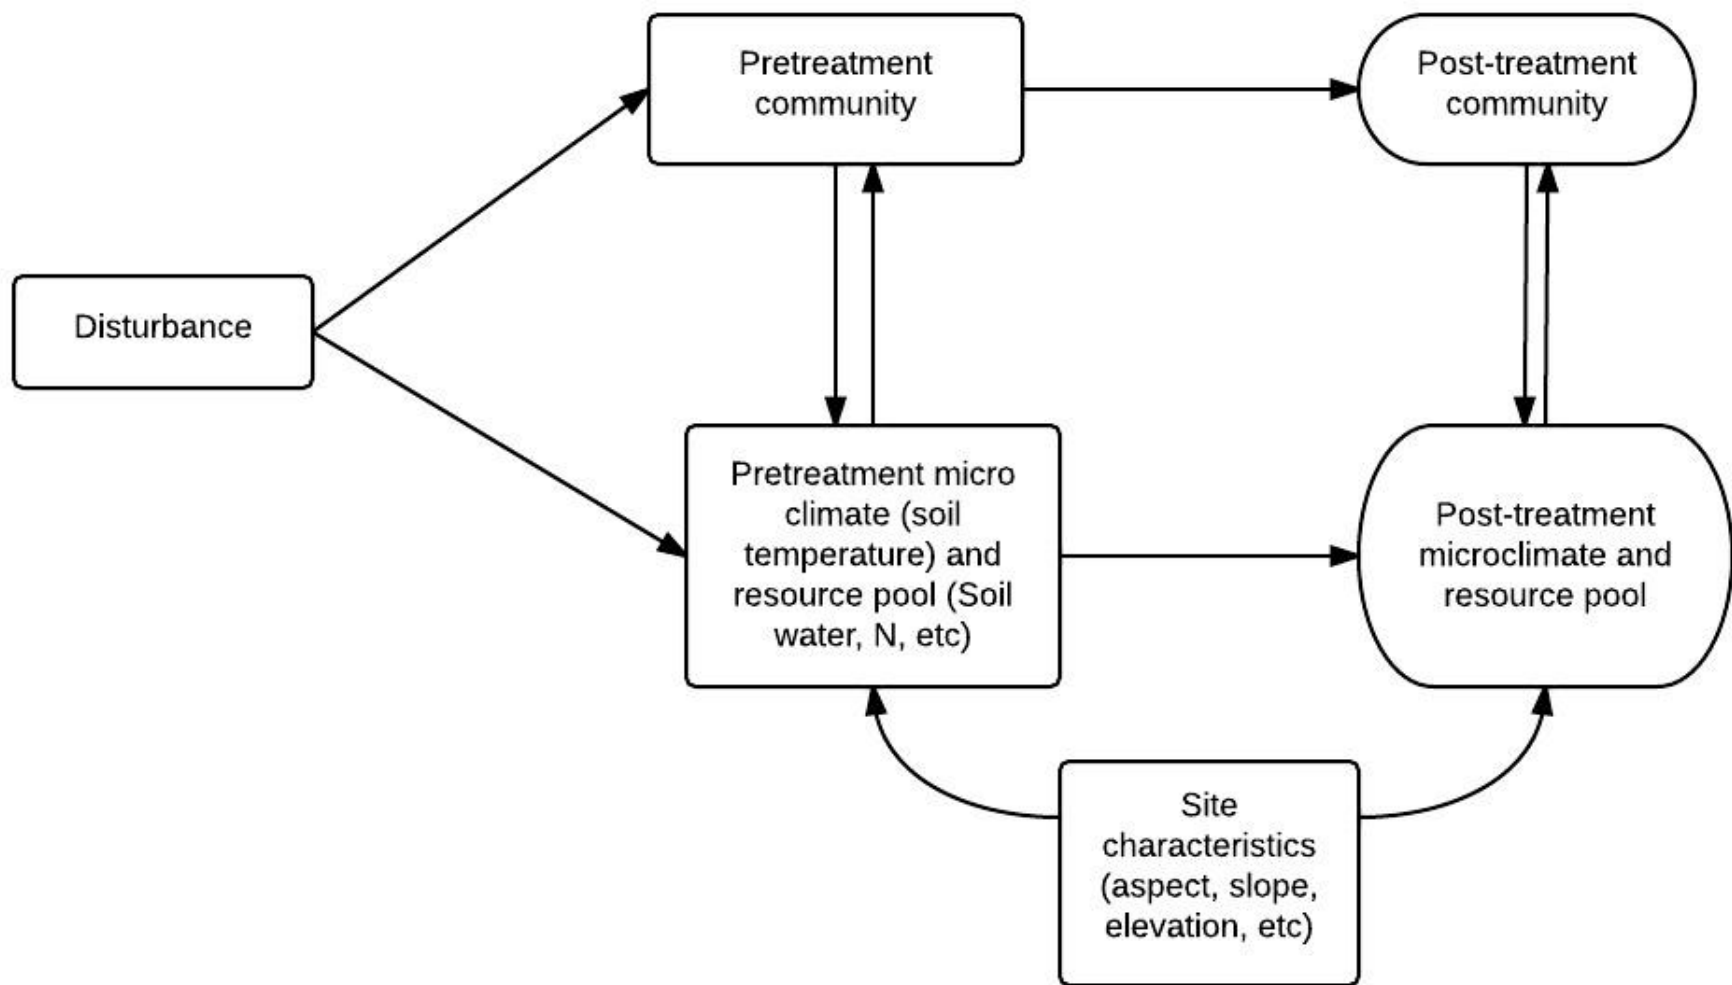 Pretreatment
community
Post-treatment
community
Disturbance
Pretreatment micro
climate (soil
temperature) and
resource pool (Soil
water, N, etc)
Post-treatment
microclimate and
resource pool
Site
characteristics
(aspect, slope,
elevation, etc)